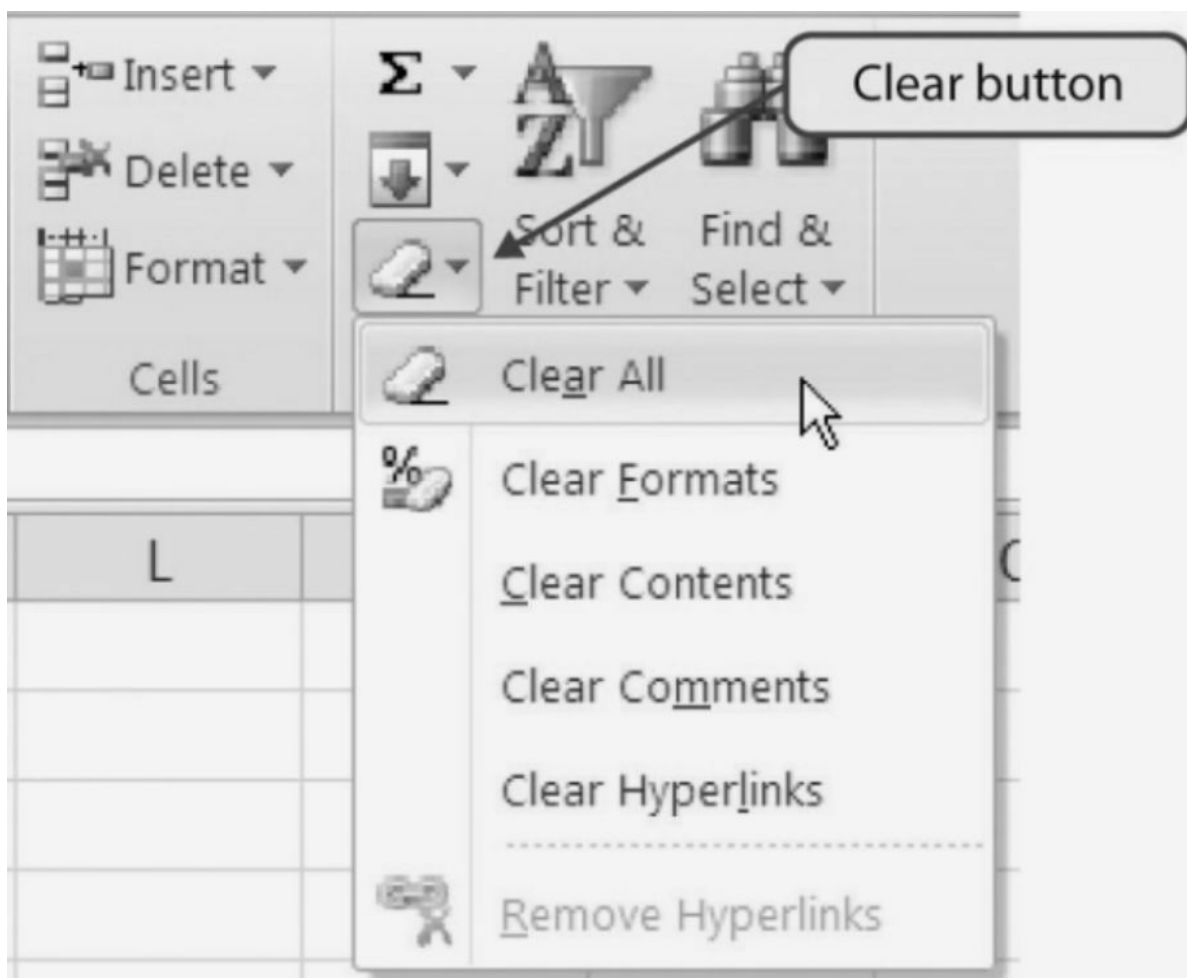 Insert
Delete
Format
Cells
Σ
A
Z
Sort &
Filter
Find &
Select
Clear button
Clear All
%
Clear Formats
Clear Contents
Clear Comments
Clear Hyperlinks
Remove Hyperlinks
L